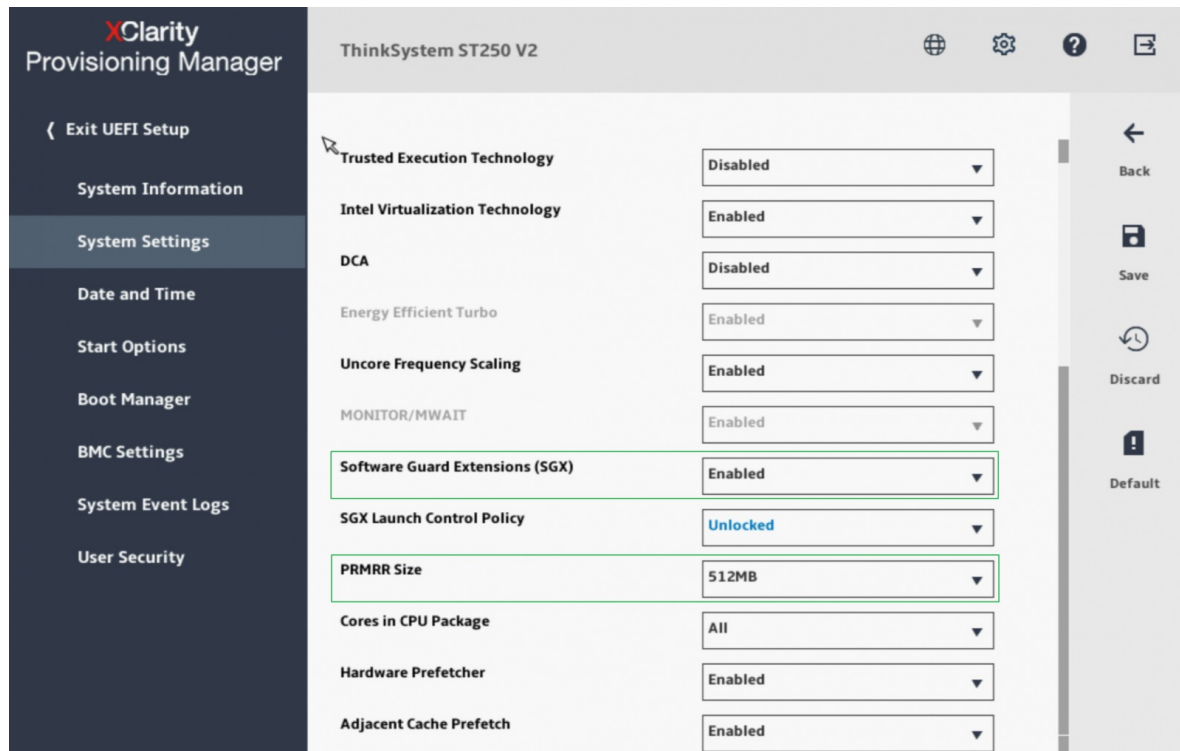 XClarity
Provisioning Manager
ThinkSystem ST250 V2
Exit UEFI Setup
System Information
System Settings
Date and Time
Start Options
Boot Manager
BMC Settings
System Event Logs
User Security
Trusted Execution Technology Disabled
Intel Virtualization Technology Enabled
DCA Disabled
Energy Efficient Turbo Enabled
Uncore Frequency Scaling Enabled
MONITOR/MWAIT Enabled
Software Guard Extensions (SGX) Enabled
SGX Launch Control Policy Unlocked
PRMRR Size 512MB
Cores in CPU Package All
Hardware Prefetcher Enabled
Adjacent Cache Prefetch Enabled
Back
Save
Discard
Default